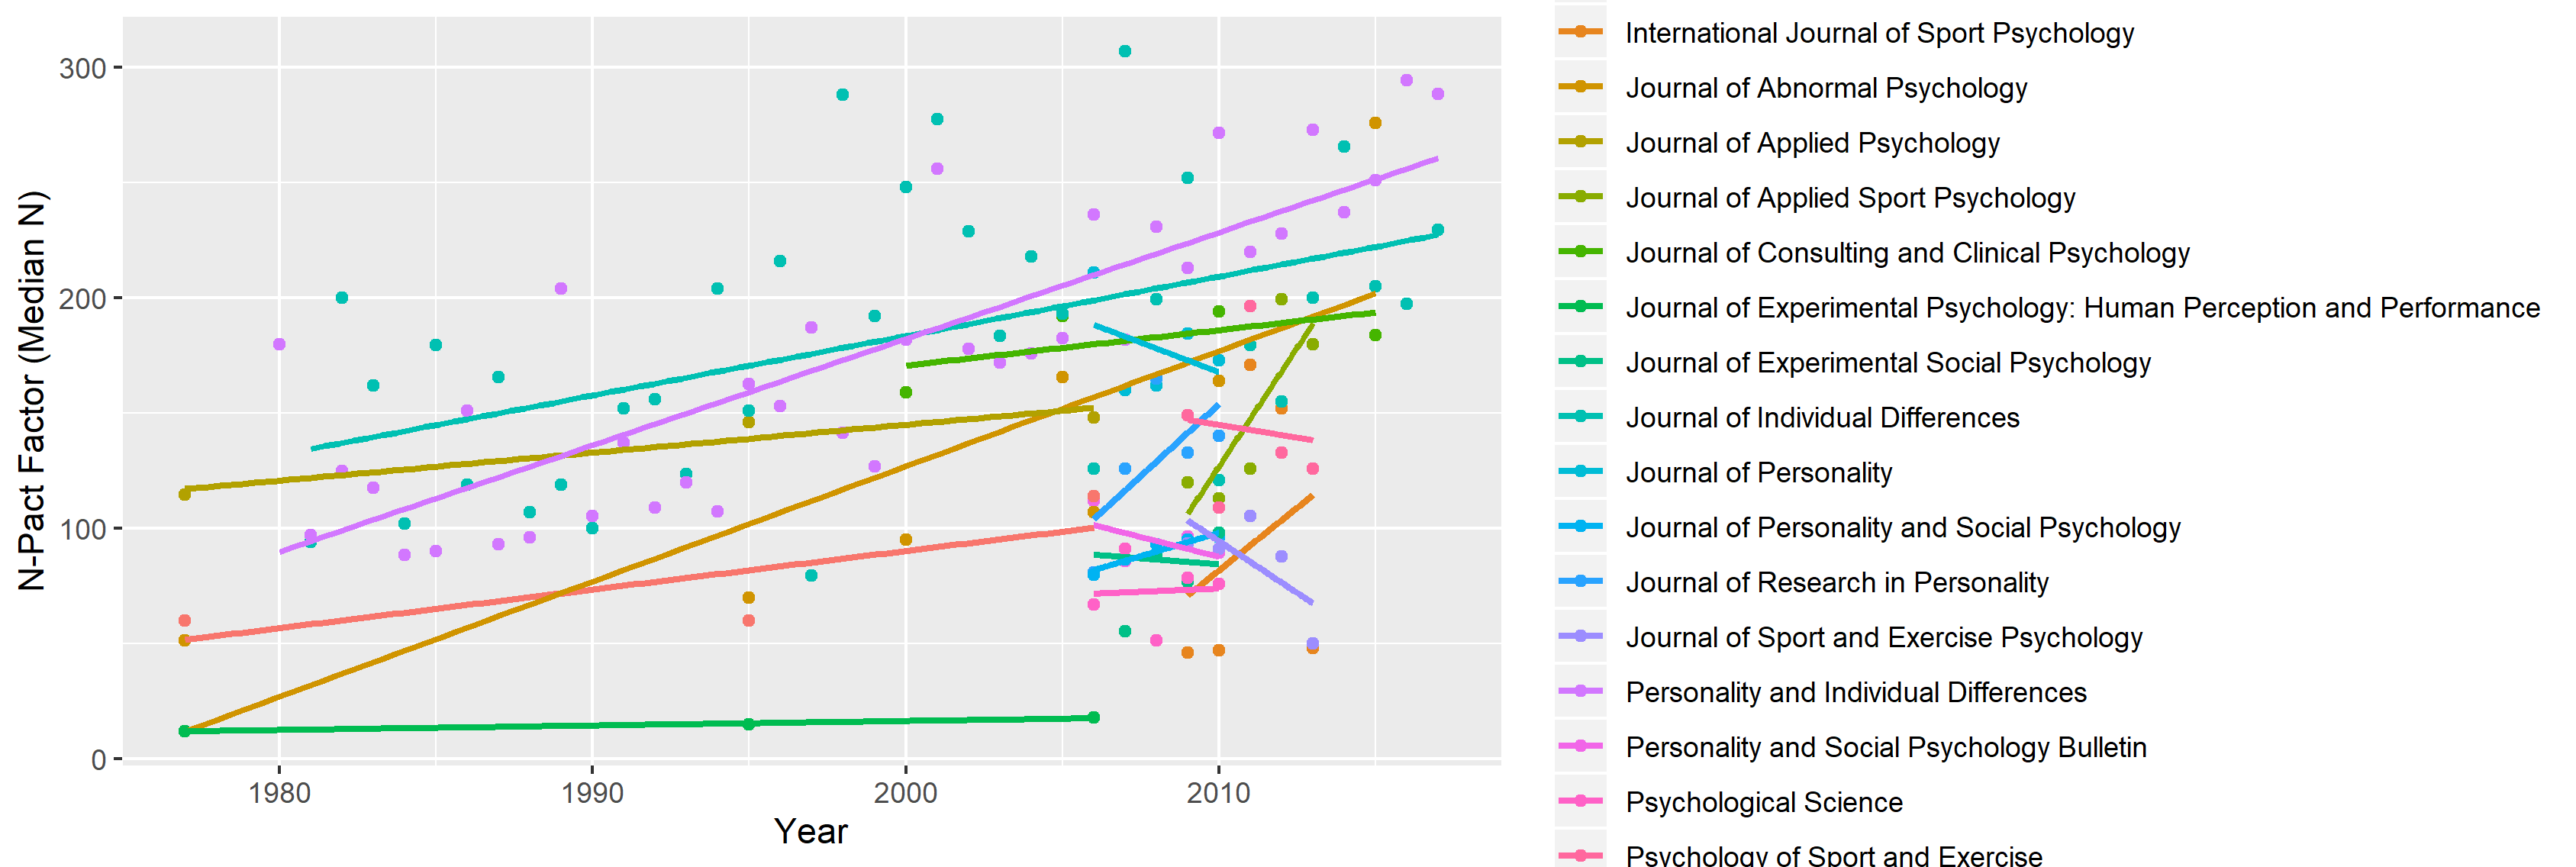 N-Pact Factor (Median N)
300
200
100
0
1980
1990
2000
2010
Year
International Journal of Sport Psychology
Journal of Abnormal Psychology
Journal of Applied Psychology
Journal of Applied Sport Psychology
Journal of Consulting and Clinical Psychology
Journal of Experimental Psychology: Human Perception and Performance
Journal of Experimental Social Psychology
Journal of Individual Differences
Journal of Personality
Journal of Personality and Social Psychology
Journal of Research in Personality
Journal of Sport and Exercise Psychology
Personality and Individual Differences
Personality and Social Psychology Bulletin
Psychological Science
Psychology of Sport and Exercise